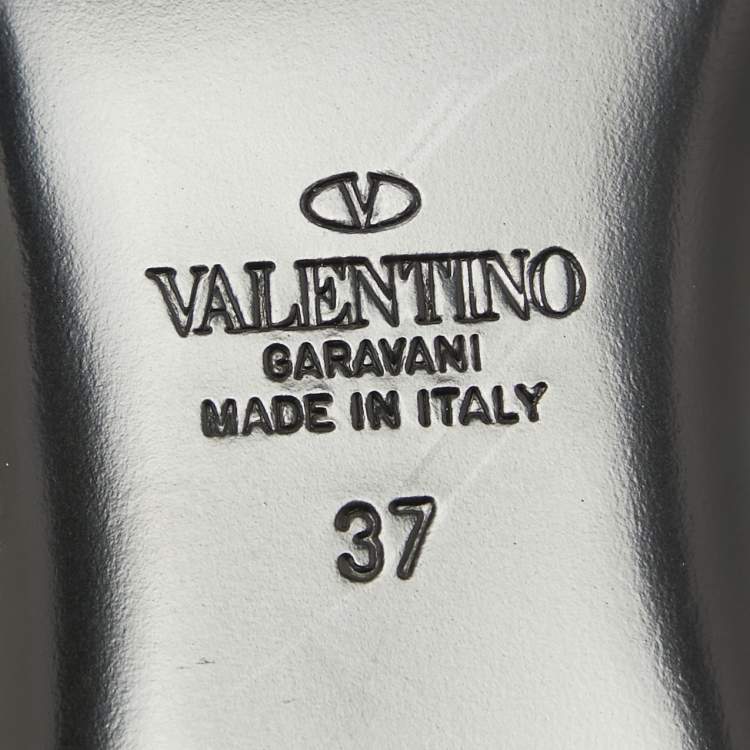 V
VALENTINO
GARAVANI
MADE IN ITALY
37